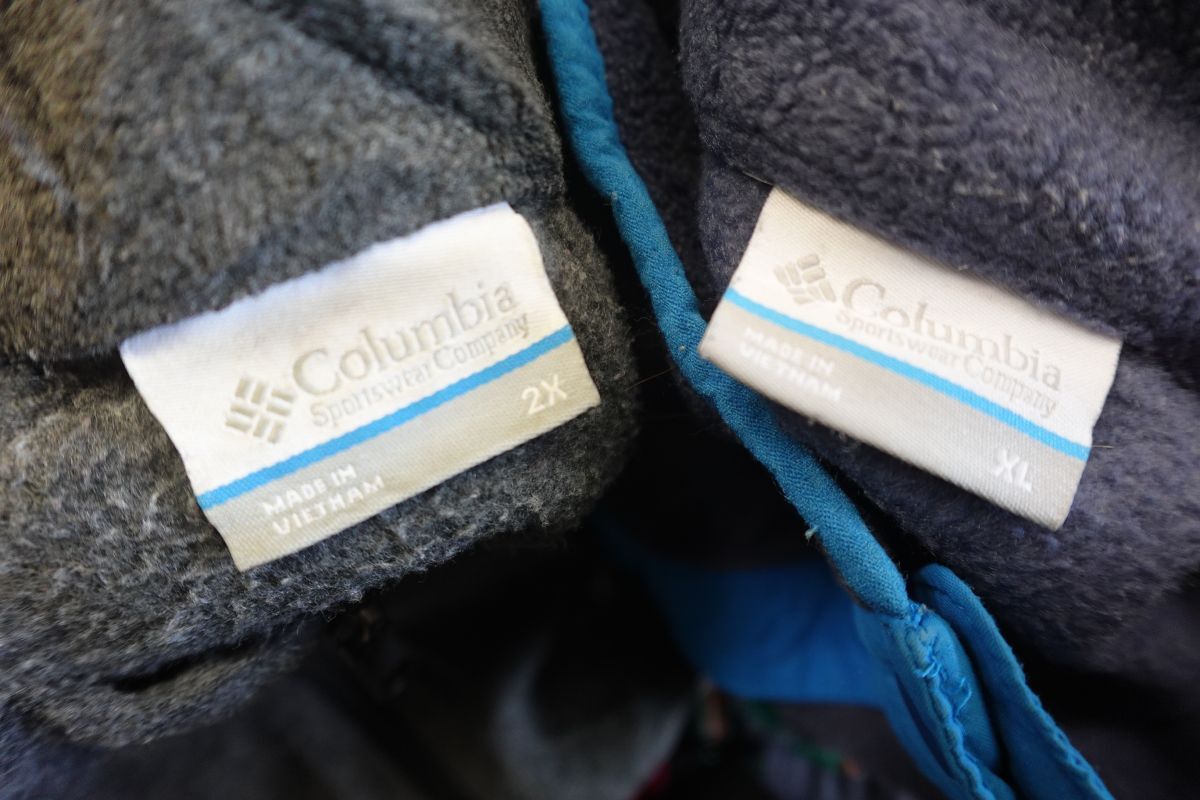 Columbia
Sportswear Company
2X
MADE IN
VIETNAM
Columbia
Sportswear Company
MADE IN
VIETNAM
XL